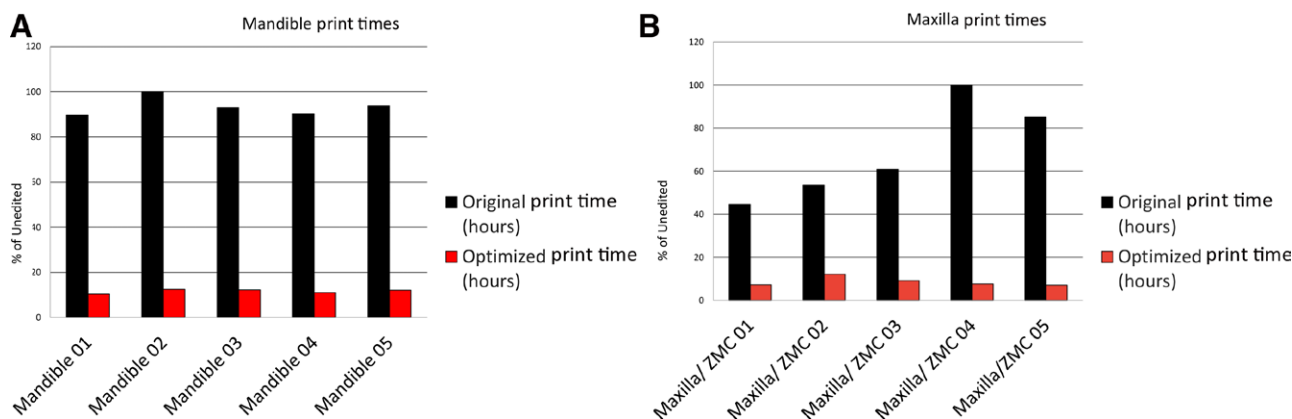 A
Mandible print times
% of Unedited
120
100
80
60
40
20
0
Mandible 01
Mandible 02
Mandible 03
Mandible 04
Mandible 05
Original print time
(hours)
Optimized print time
(hours)
B
Maxilla print times
% of Unedited
120
100
80
60
40
20
0
Maxilla/ ZMC 01
Maxilla/ ZMC 02
Maxilla/ ZMC 03
Maxilla/ ZMC 04
Maxilla/ZMC 05
Original print time
(hours)
Optimized print time
(hours)